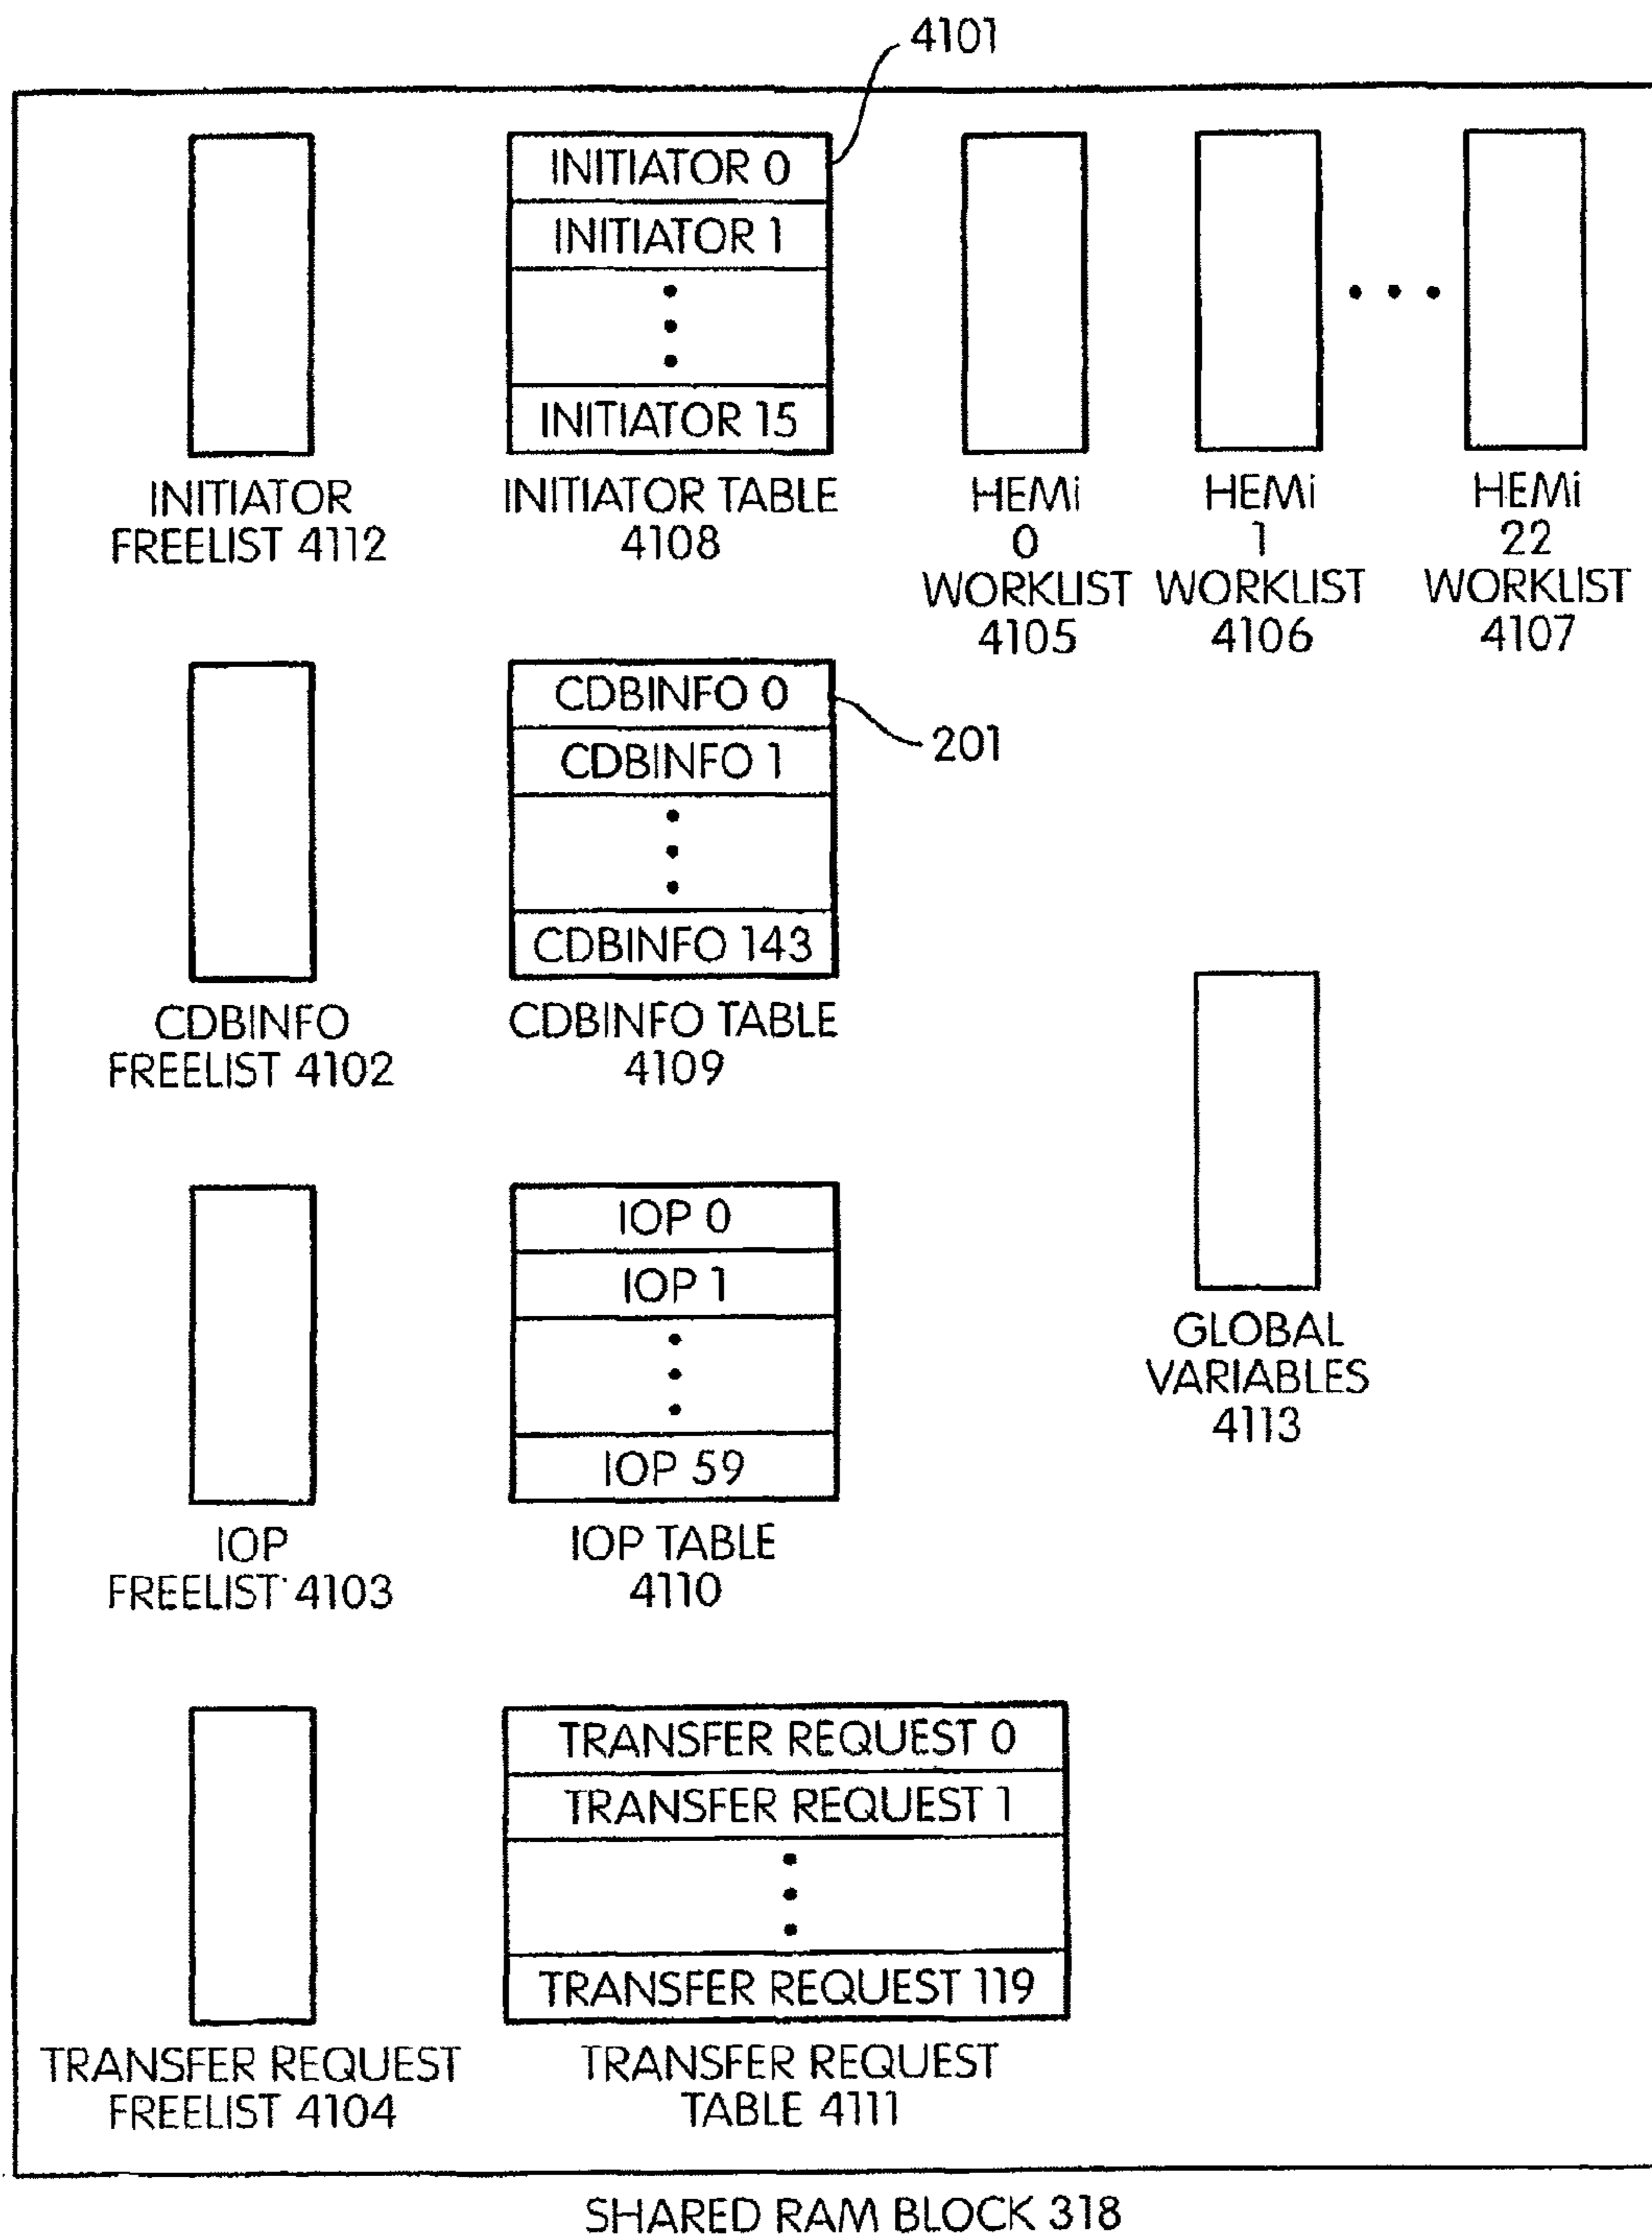 4101
INITIATOR 0
INITIATOR 1
INITIATOR 15
INITIATOR
FREELIST 4112
INITIATOR TABLE
4108
HEMi
0
WORKLIST
4105
HEMi
1
WORKLIST
4106
HEMi
22
WORKLIST
4107
CDBINFO 0
CDBINFO 1
CDBINFO 143
201
CDBINFO
FREELIST 4102
CDBINFO TABLE
4109
IOP 0
IOP 1
IOP 59
IOP
FREELIST 4103
IOP TABLE
4110
GLOBAL
VARIABLES
4113
TRANSFER REQUEST 0
TRANSFER REQUEST 1
TRANSFER REQUEST 119
TRANSFER REQUEST
FREELIST 4104
TRANSFER REQUEST
TABLE 4111
SHARED RAM BLOCK 318